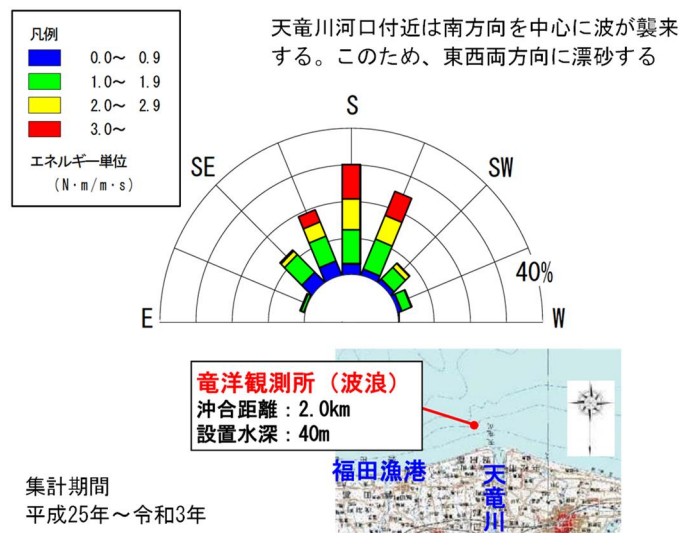 天竜川河口付近は南方向を中心に波が襲来
する。このため、東西両方向に漂砂する
凡例
0.0～ 0.9
1.0～ 1.9
2.0～ 2.9
3.0～
エネルギー単位
(N・m/m・s)
S
SE
SW
40%
E
W
竜洋観測所（波浪）
沖合距離：2.0km
設置水深：40m
福田漁港
天竜川
集計期間
平成25年～令和3年